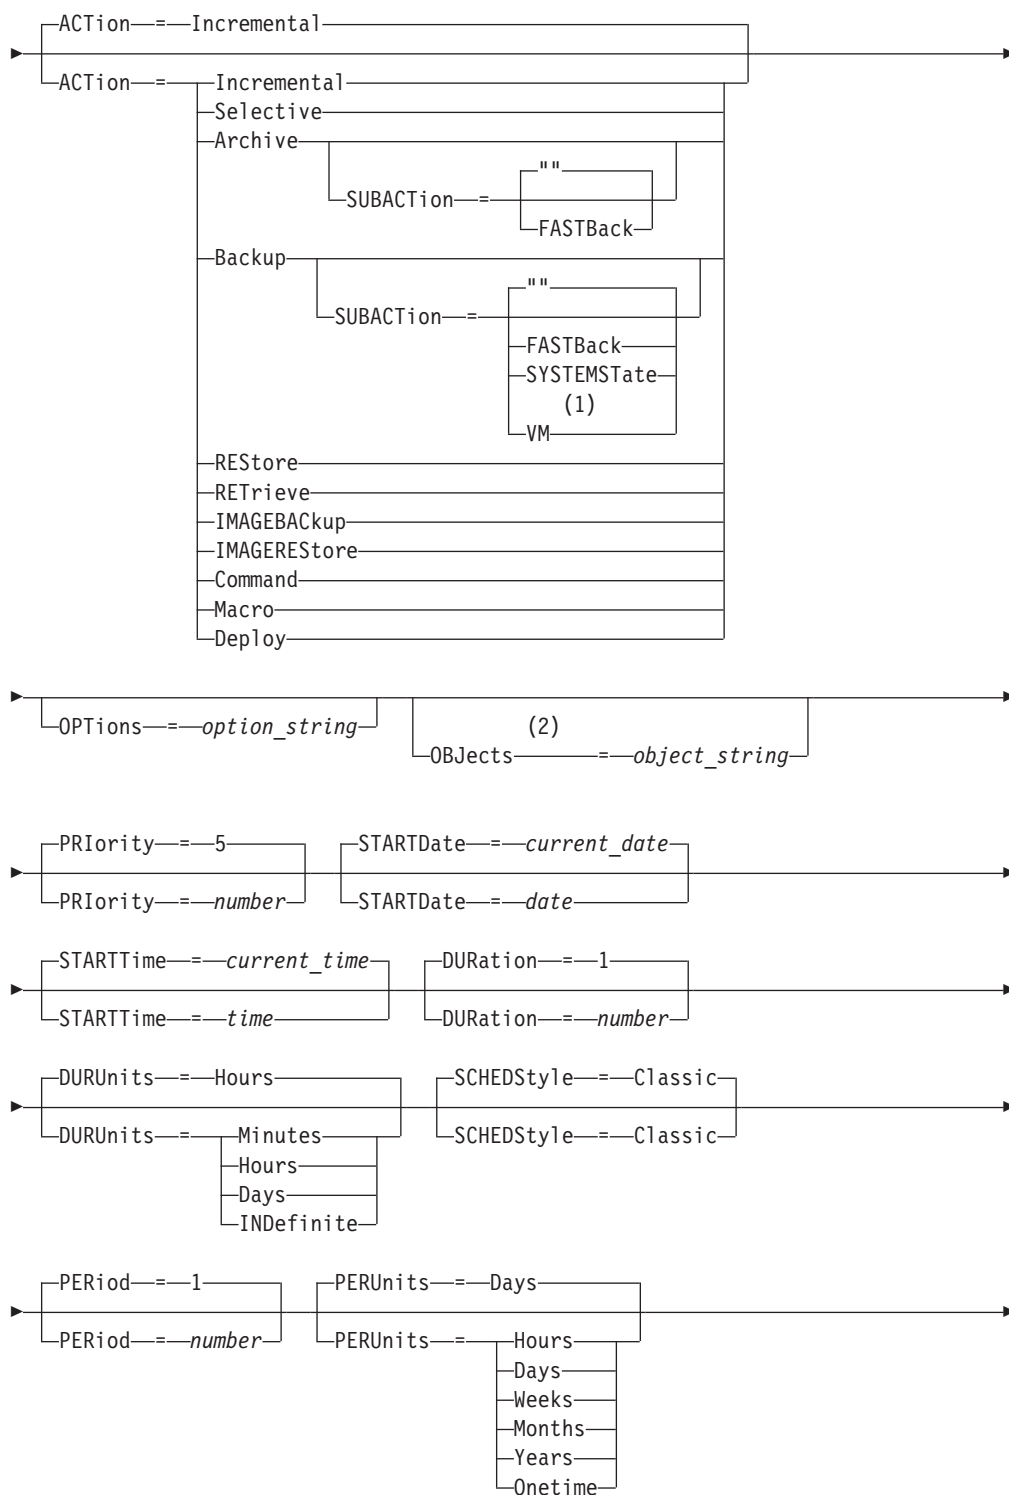 ACTion = Incremental
ACTion = Incremental
Selective
Archive
""
SUBACTion =
FASTBack
Backup
""
SUBACTion =
FASTBack
SYSTEMSTate
(1)
VM
REStore
RETrieve
IMAGEBACkup
IMAGEREStore
Command
Macro
Deploy
OPTions = option_string (2)
OBJects = object_string
PRIority = 5 STARTDate = current_date
PRIority = number STARTDate = date
STARTTime = current_time DURation = 1
STARTTime = time DURation = number
DURUnits = Hours SCHEDStyle = Classic
DURUnits = Minutes SCHEDStyle = Classic
Hours
Days
INDefinite
PERiod = 1 PERUnits = Days
PERiod = number PERUnits = Hours
Days
Weeks
Months
Years
Onetime